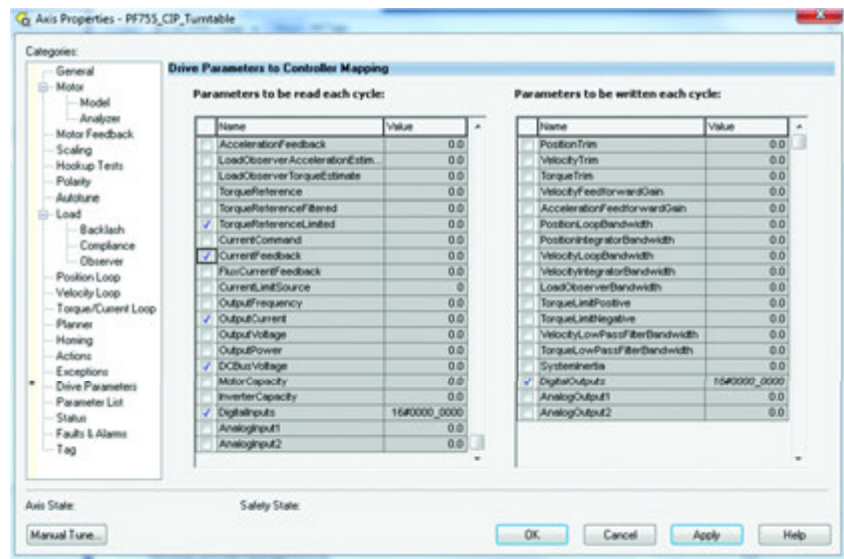 Axis Properties - PF755_CIP_Turntable
Categories:
General
Motor
Model
Analyzer
Motor Feedback
Scaling
Hookup Tests
Polarity
Autotune
Load
Backlash
Compliance
Observer
Position Loop
Velocity Loop
Torque/Current Loop
Planner
Homing
Actions
Exceptions
Drive Parameters
Parameter List
Status
Faults & Alarms
Tag
Drive Parameters to Controller Mapping
Parameters to be read each cycle:
Name Value
AccelerationFeedback 0.0
LoadObserverAccelerationEstim... 0.0
LoadObserverTorqueEstimate 0.0
TorqueReference 0.0
TorqueReferenceFiltered 0.0
TorqueReferenceLimited 0.0
CurrentCommand 0.0
CurrentFeedback 0.0
FluxCurrentFeedback 0.0
CurrentLimitSource 0
OutputFrequency 0.0
OutputCurrent 0.0
OutputVoltage 0.0
OutputPower 0.0
DCBusVoltage 0.0
MotorCapacity 0.0
InverterCapacity 0.0
DigitalInputs 16#0000_0000
AnalogInput1 0.0
AnalogInput2 0.0
Parameters to be written each cycle:
Name Value
PositionTrim 0.0
VelocityTrim 0.0
TorqueTrim 0.0
VelocityFeedforwardGain 0.0
AccelerationFeedforwardGain 0.0
PositionLoopBandwidth 0.0
PositionIntegratorBandwidth 0.0
VelocityLoopBandwidth 0.0
VelocityIntegratorBandwidth 0.0
LoadObserverBandwidth 0.0
TorqueLimitPositive 0.0
TorqueLimitNegative 0.0
VelocityLowPassFilterBandwidth 0.0
TorqueLowPassFilterBandwidth 0.0
SystemInertia 0.0
DigitalOutputs 16#0000_0000
AnalogOutput1 0.0
AnalogOutput2 0.0
Axis State:
Safety State:
Manual Tune...
OK
Cancel
Apply
Help